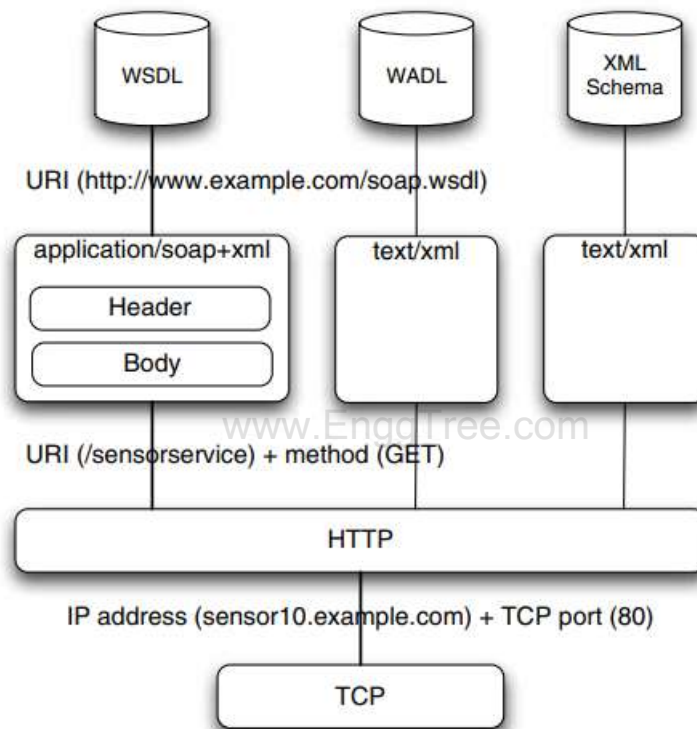 WSDL
WADL
XML
Schema
URI (http://www.example.com/soap.wsdl)
application/soap+xml
text/xml
text/xml
Header
Body
www.EnggTree.com
URI (/sensorservice) + method (GET)
HTTP
IP address (sensor10.example.com) + TCP port (80)
TCP